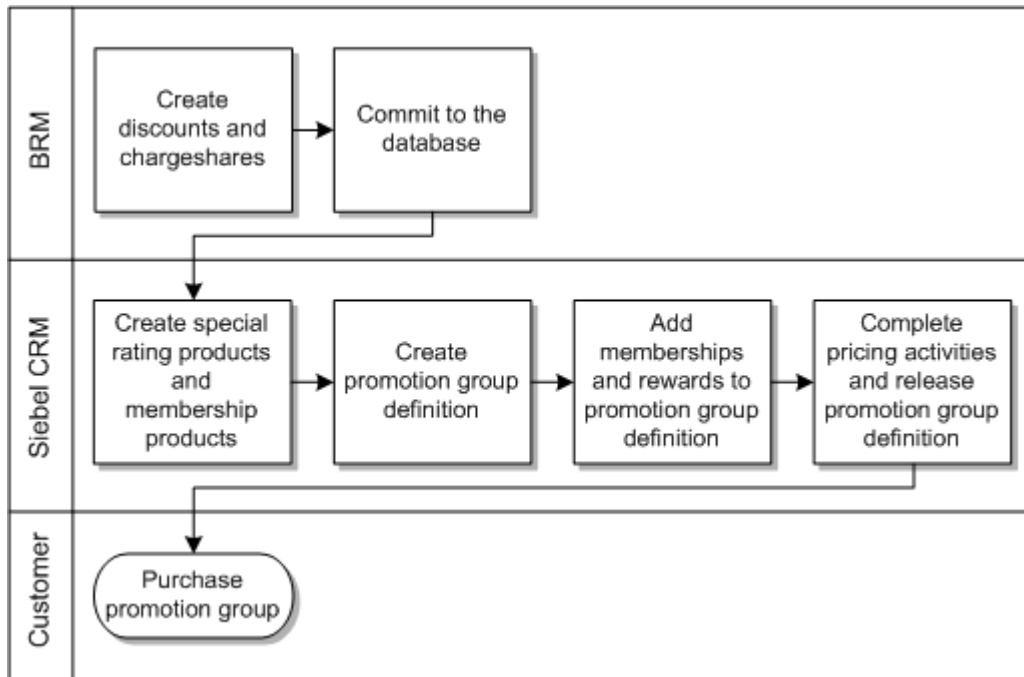 BRM
Create
discounts and
chargeshares
Commit to the
database
Siebel CRM
Create special
rating products
and
membership
products
Create
promotion group
definition
Add
memberships
and rewards to
promotion group
definition
Complete
pricing activities
and release
promotion group
definition
Customer
Purchase
promotion group